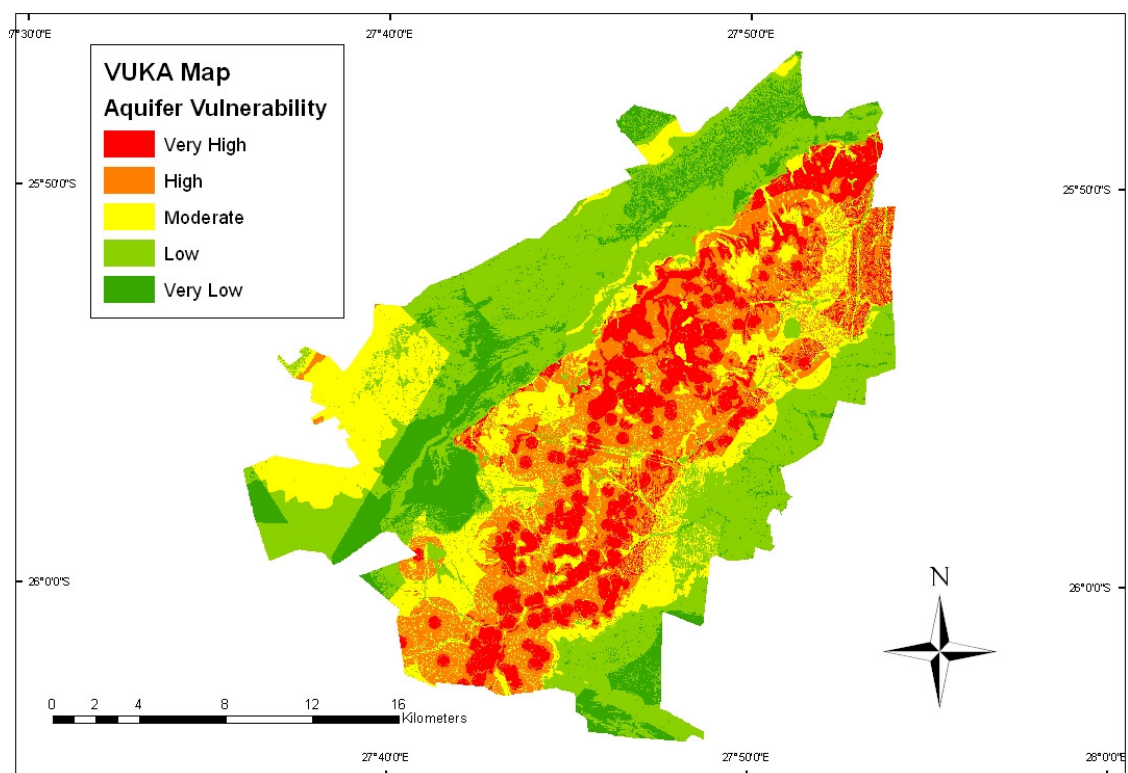 27°30'0"E
27°40'0"E
27°50'0"E
VUKA Map
Aquifer Vulnerability
Very High
High
Moderate
Low
Very Low
25°50'0"S
25°50'0"S
26°0'0"S
26°0'0"S
N
0 2 4 8 12 16
Kilometers
27°40'0"E
27°50'0"E
28°0'0"E